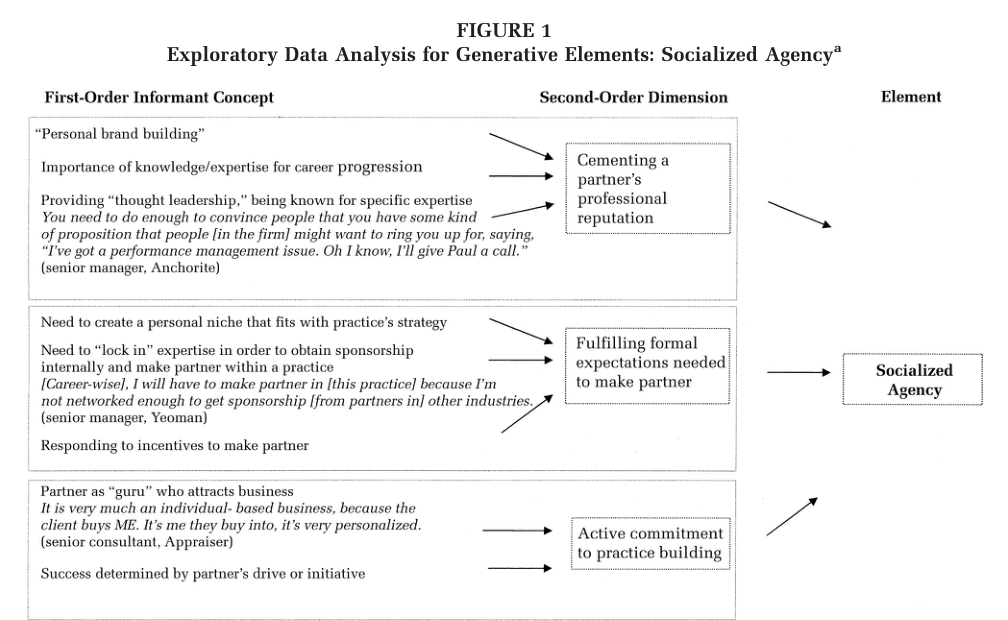 FIGURE 1
Exploratory Data Analysis for Generative Elements: Socialized Agencyᵃ
First-Order Informant Concept
Second-Order Dimension
Element
“Personal brand building”
Importance of knowledge/expertise for career progression
Providing “thought leadership,” being known for specific expertise
You need to do enough to convince people that you have some kind
of proposition that people [in the firm] might want to ring you up for, saying,
“I’ve got a performance management issue. Oh I know, I’ll give Paul a call.”
(senior manager, Anchorite)
Cementing a
partner’s
professional
reputation
Need to create a personal niche that fits with practice’s strategy
Need to “lock in” expertise in order to obtain sponsorship
internally and make partner within a practice
[Career-wise], I will have to make partner in [this practice] because I’m
not networked enough to get sponsorship [from partners in] other industries.
(senior manager, Yeoman)
Responding to incentives to make partner
Fulfilling formal
expectations needed
to make partner
Socialized
Agency
Partner as “guru” who attracts business
It is very much an individual- based business, because the
client buys ME. It’s me they buy into, it’s very personalized.
(senior consultant, Appraiser)
Success determined by partner’s drive or initiative
Active commitment
to practice building